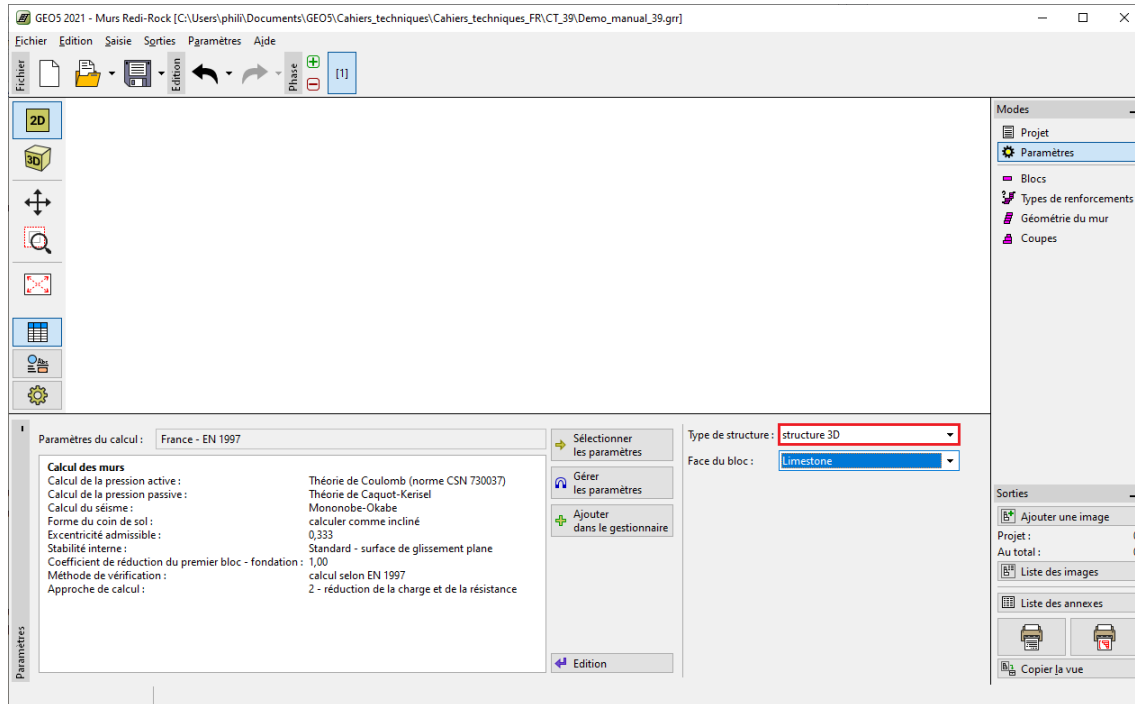 GEO5 2021 - Murs Redi-Rock [C:\Users\phili\Documents\GEO5\Cahiers_techniques\Cahiers_techniques_FR\CT_39\Demo_manual_39.grr]
Fichier Edition Saisie Sorties Paramètres Aide
Fichier
Edition
Phase
[1]
2D
3D
Abc
Modes
Projet
Paramètres
Blocs
Types de renforcements
Géométrie du mur
Coupes
Paramètres
Paramètres du calcul : France - EN 1997
Calcul des murs
Calcul de la pression active : Théorie de Coulomb (norme CSN 730037)
Calcul de la pression passive : Théorie de Caquot-Kerisel
Calcul du séisme : Mononobe-Okabe
Forme du coin de sol : calculer comme incliné
Excentricité admissible : 0,333
Stabilité interne : Standard - surface de glissement plane
Coefficient de réduction du premier bloc - fondation : 1,00
Méthode de vérification : calcul selon EN 1997
Approche de calcul : 2 - réduction de la charge et de la résistance
Sélectionner
les paramètres
Gérer
les paramètres
Ajouter
dans le gestionnaire
Edition
Type de structure : structure 3D
Face du bloc : Limestone
Sorties
Ajouter une image
Projet :
Au total :
Liste des images
Liste des annexes
Copier la vue